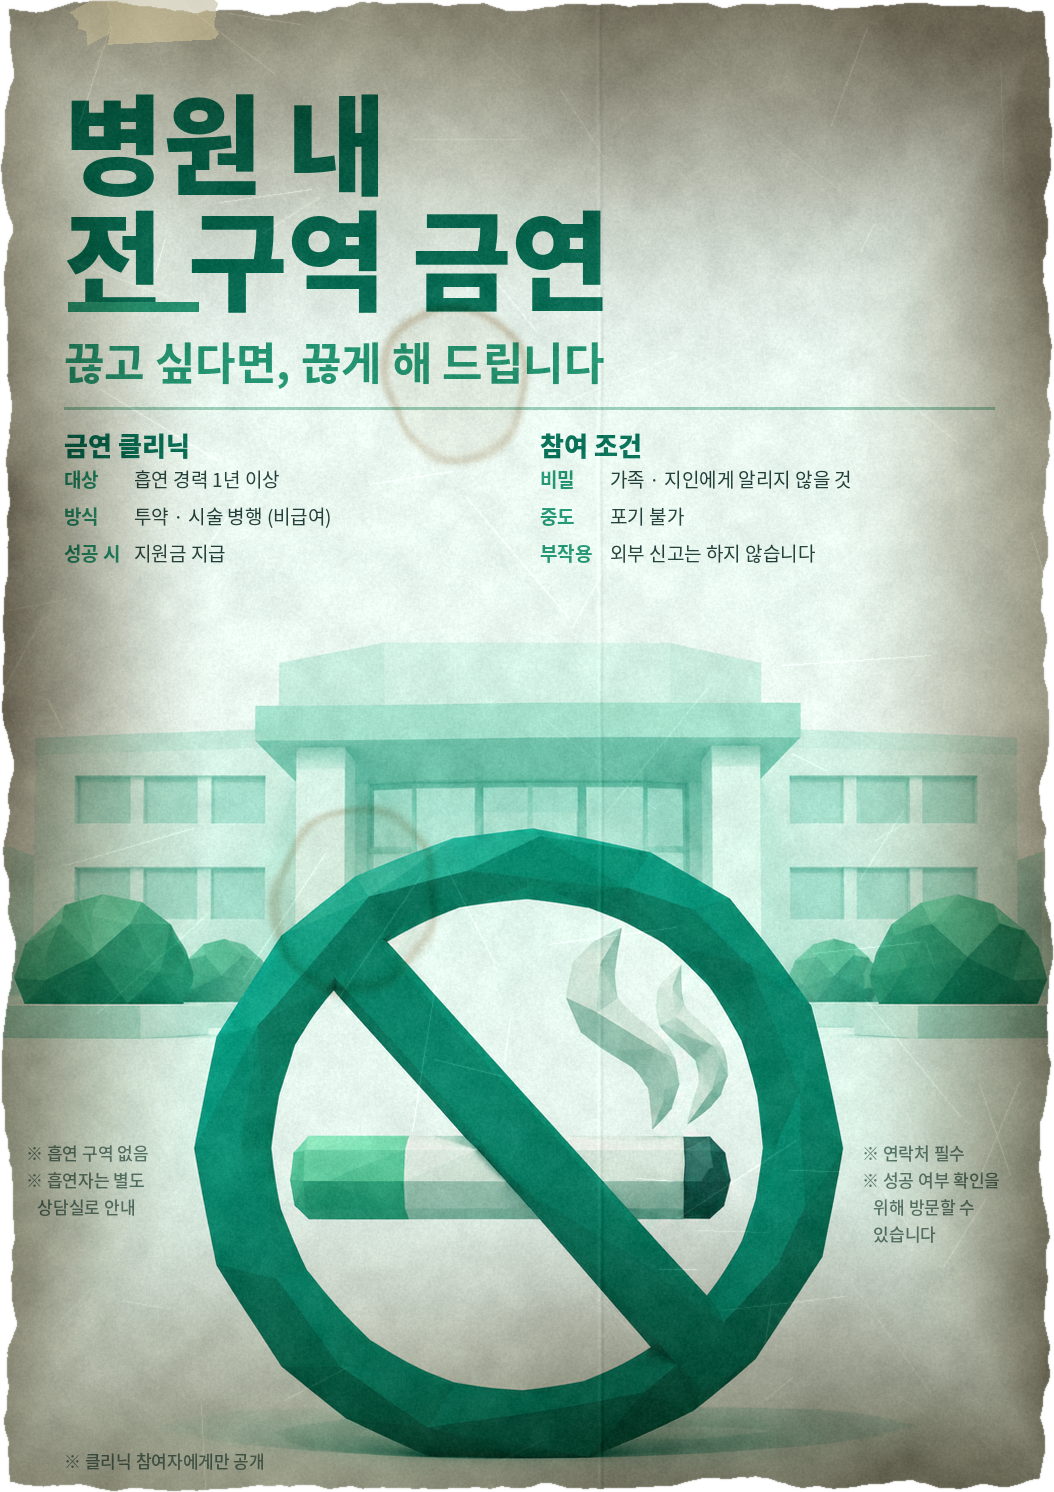 병원 내
전 구역 금연
끊고 싶다면, 끊게 해 드립니다
금연 클리닉
대상 흡연 경력 1년 이상
방식 투약 · 시술 병행 (비급여)
성공 시 지원금 지급
참여 조건
비밀 가족 · 지인에게 알리지 않을 것
중도 포기 불가
부작용 외부 신고는 하지 않습니다
※ 흡연 구역 없음
※ 흡연자는 별도
상담실로 안내
※ 연락처 필수
※ 성공 여부 확인을
위해 방문할 수
있습니다
※ 클리닉 참여자에게만 공개